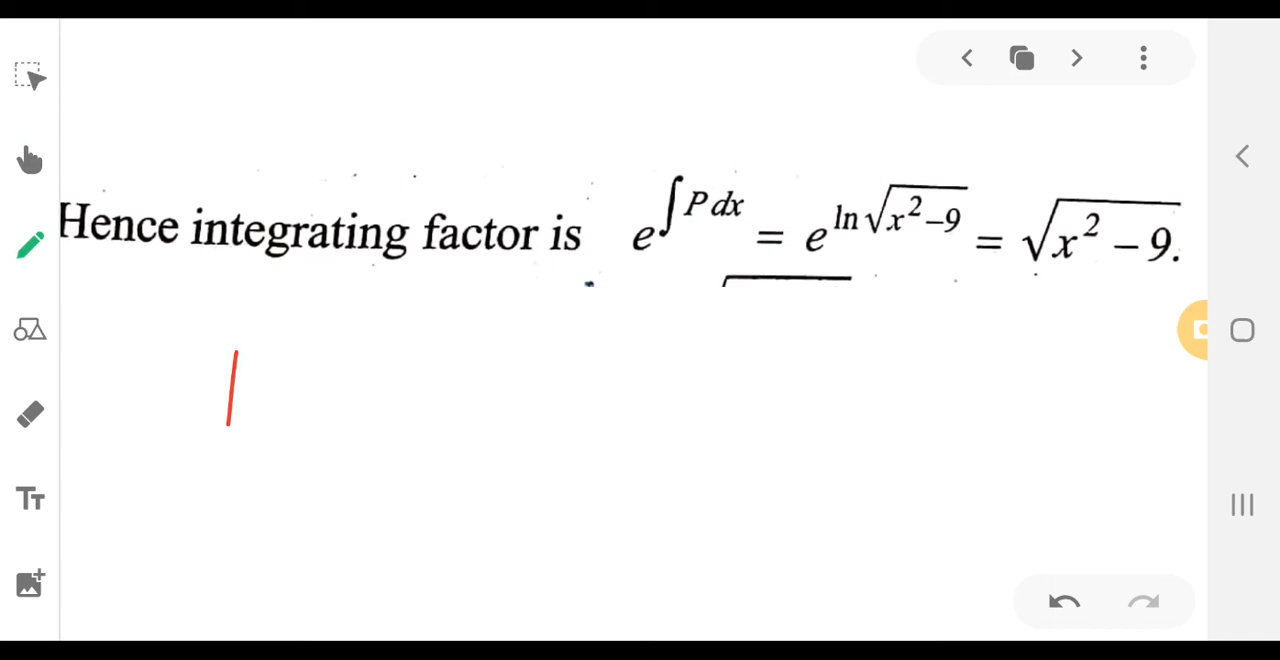 Hence integrating factor is e^{∫P dx} = e^{ln √(x²–9)} = √(x² – 9).